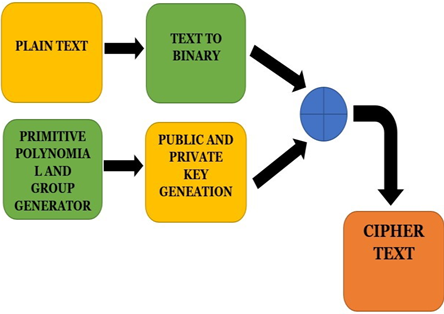 PLAIN TEXT
TEXT TO
BINARY
PRIMITIVE
POLYNOMIA
L AND
GROUP
GENERATOR
PUBLIC AND
PRIVATE
KEY
GENEATION
CIPHER
TEXT